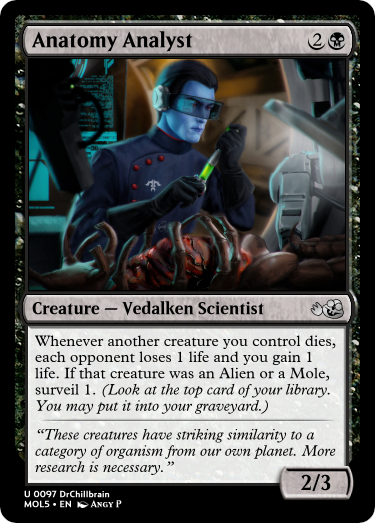 Anatomy Analyst 2
Creature — Vedalken Scientist
Whenever another creature you control dies,
each opponent loses 1 life and you gain 1
life. If that creature was an Alien or a Mole,
surveil 1. (Look at the top card of your library.
You may put it into your graveyard.)
“These creatures have striking similarity to a
category of organism from our own planet. More
research is necessary.”
2/3
U 0097 DrChillbrain
MOL5 • EN Angy P